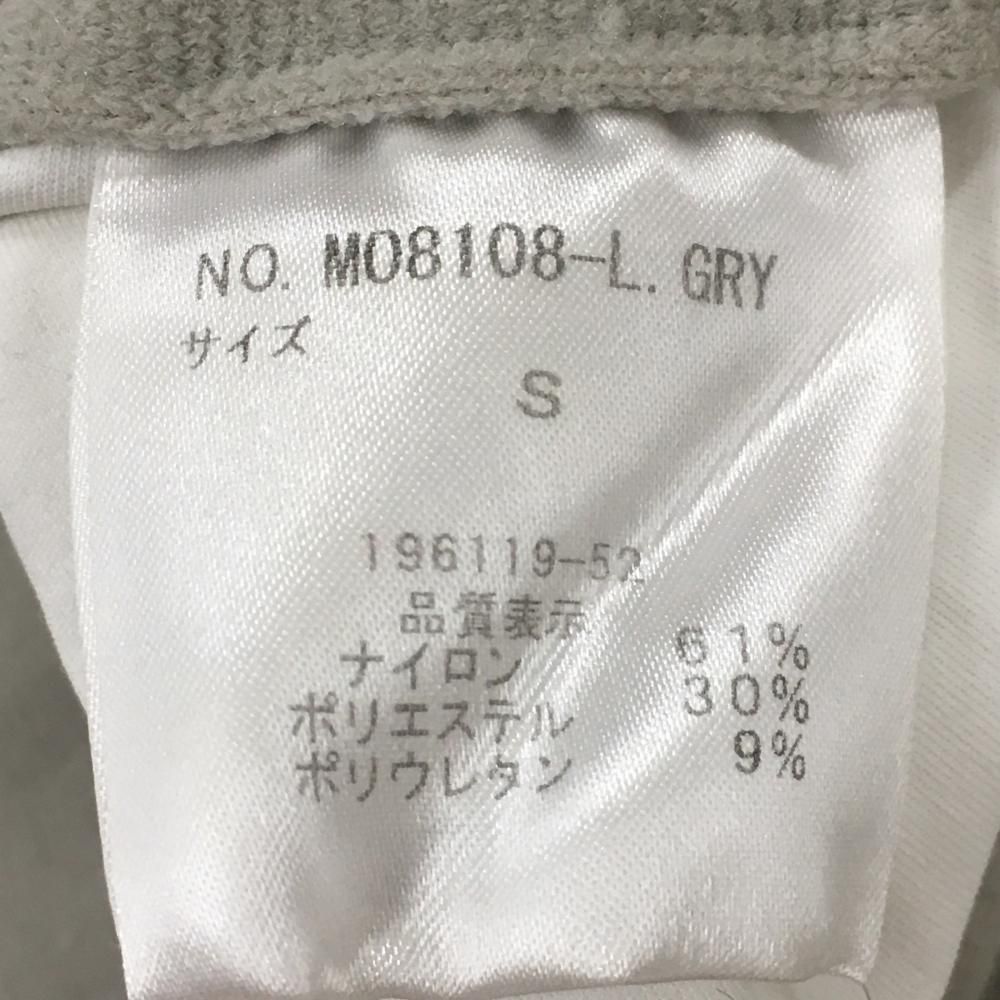 NO. M08108-L. GRY
サイズ
S
196119-52
品質表示
ナイロン 61%
ポリエステル 30%
ポリウレタン 9%